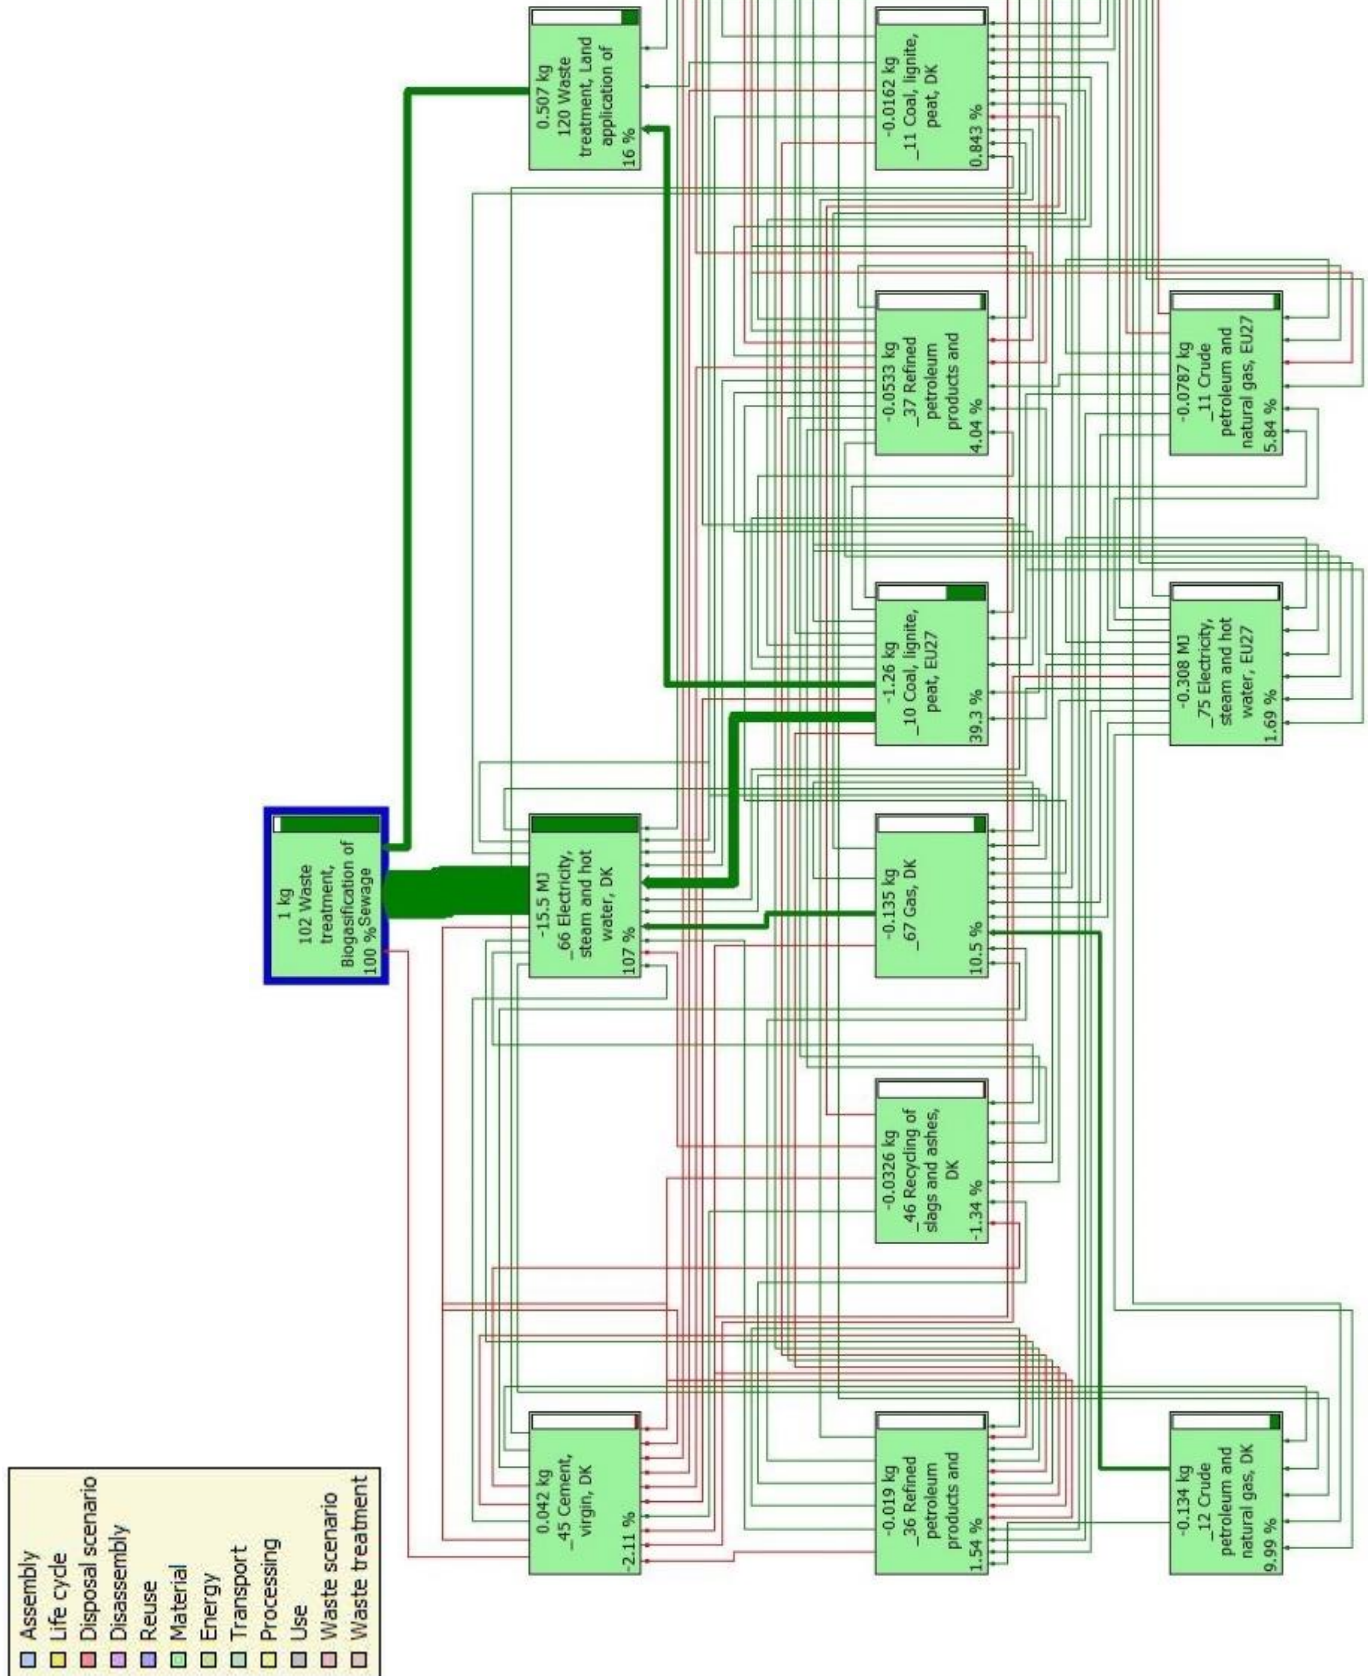 Assembly
Life cycle
Disposal scenario
Disassembly
Reuse
Material
Energy
Transport
Processing
Use
Waste scenario
Waste treatment
1 kg
102 Waste
treatment,
Biogasification of
100 %Sewage
0.042 kg
_45 Cement,
virgin, DK
-2.11 %
-15.5 MJ
_66 Electricity,
steam and hot
water, DK
107 %
0.507 kg
120 Waste
treatment, Land
application of
16 %
-0.019 kg
_36 Refined
petroleum
products and
1.54 %
-0.0326 kg
_46 Recycling of
slags and ashes,
DK
-1.34 %
-0.135 kg
_67 Gas, DK
10.5 %
-1.26 kg
_10 Coal, lignite,
peat, EU27
39.3 %
-0.0533 kg
_37 Refined
petroleum
products and
4.04 %
-0.0162 kg
_11 Coal, lignite,
peat, DK
0.843 %
-0.134 kg
_12 Crude
petroleum and
natural gas, DK
9.99 %
-0.308 MJ
_75 Electricity,
steam and hot
water, EU27
1.69 %
-0.0787 kg
_11 Crude
petroleum and
natural gas, EU27
5.84 %